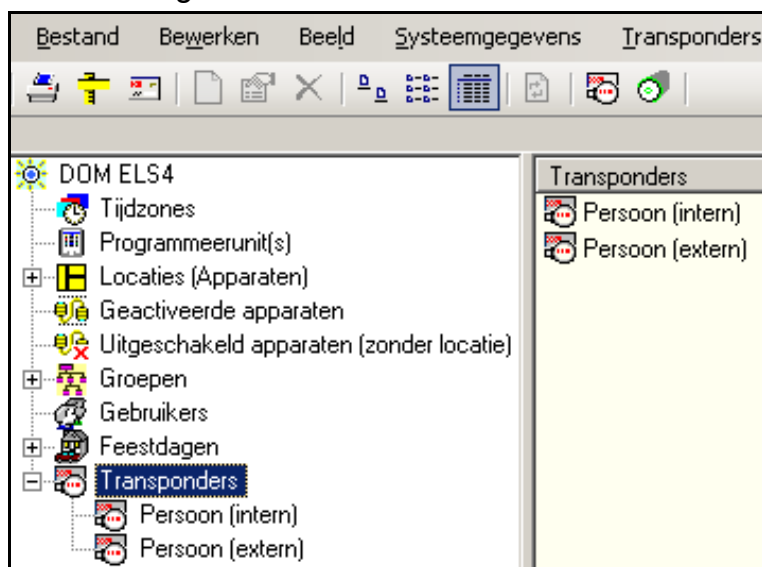 Bestand Bewerken Beeld Systeemgegevens Transponders
DOM ELS4
Tijdzones
Programmeerunit(s)
Locaties (Apparaten)
Geactiveerde apparaten
Uitgeschakeld apparaten (zonder locatie)
Groepen
Gebruikers
Feestdagen
Transponders
Persoon (intern)
Persoon (extern)
Transponders
Persoon (intern)
Persoon (extern)